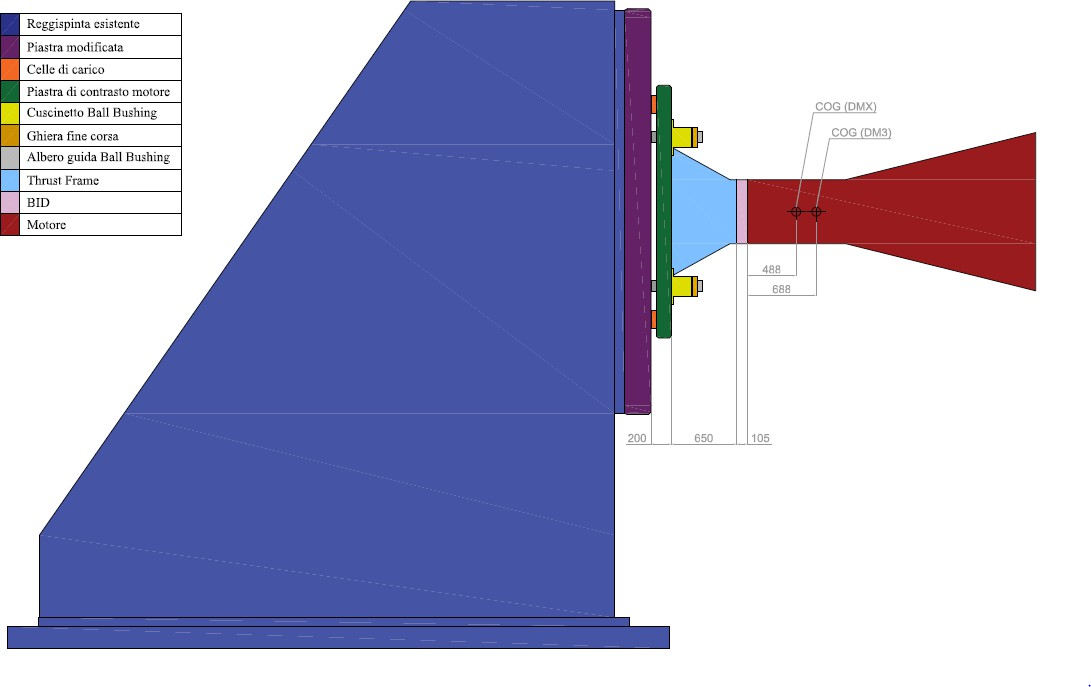 Reggispinta esistente
Piastra modificata
Celle di carico
Piastra di contrasto motore
Cuscinetto Ball Bushing
Ghiera fine corsa
Albero guida Ball Bushing
Thrust Frame
BID
Motore
COG (DMX)
COG (DM3)
488
688
200 650 105